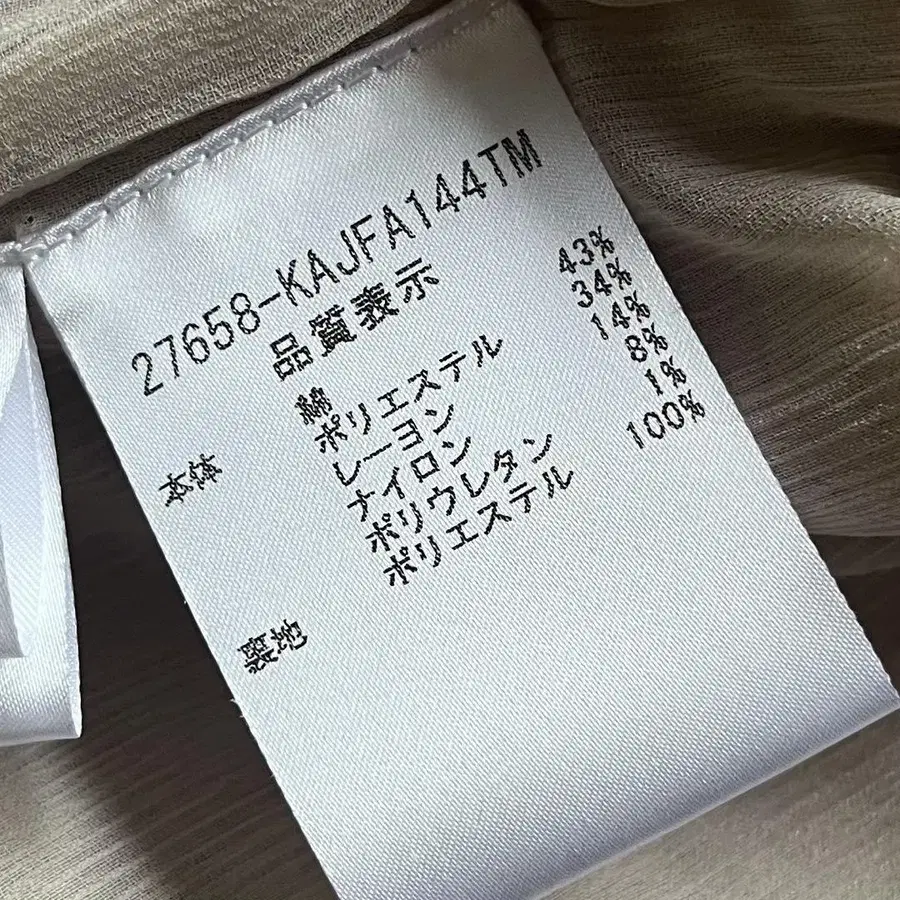 27658-KAJFA144TM
品質表示
本体 綿 43%
ポリエステル 34%
レーヨン 14%
ナイロン 8%
ポリウレタン 1%
裏地 ポリエステル 100%